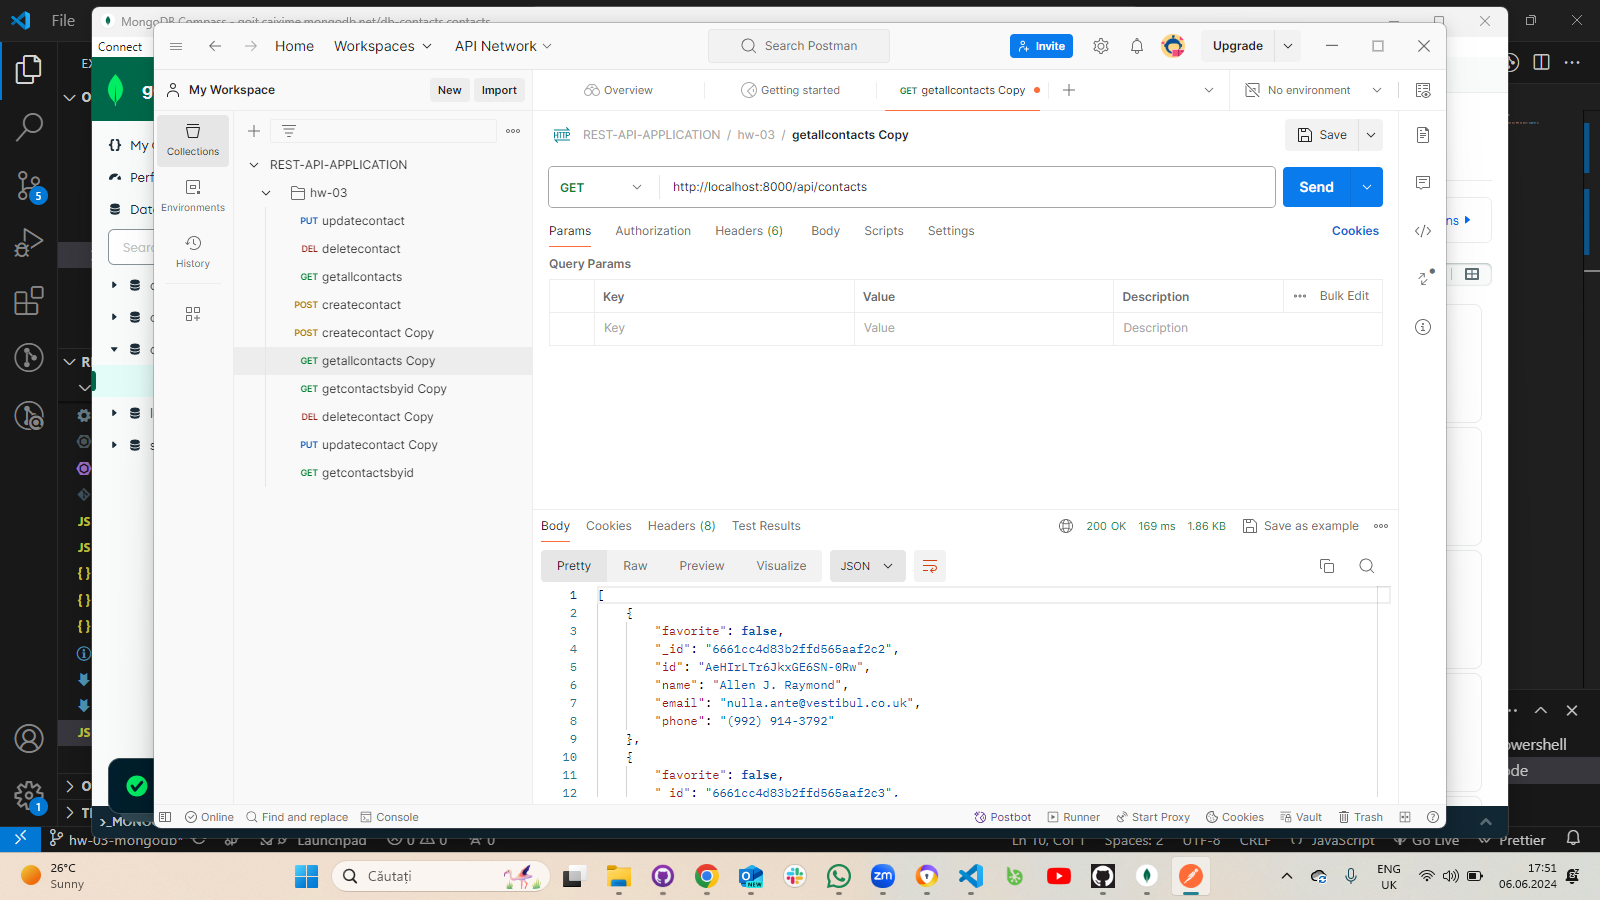 File
MongoDB Compass - goit.caixime.mongodb.net/db-contacts.contacts
Connect
Home
Workspaces
API Network
Search Postman
Invite
Upgrade
My Workspace
New
Import
Overview
Getting started
GET getallcontacts Copy
No environment
Collections
Environments
History
REST-API-APPLICATION
hw-03
PUT updatecontact
DEL deletecontact
GET getallcontacts
POST createcontact
POST createcontact Copy
GET getallcontacts Copy
GET getcontactsbyid Copy
DEL deletecontact Copy
PUT updatecontact Copy
GET getcontactsbyid
HTTP REST-API-APPLICATION / hw-03 / getallcontacts Copy
Save
GET http://localhost:8000/api/contacts
Send
Params Authorization Headers (6) Body Scripts Settings Cookies
Query Params
Key Value Description Bulk Edit
Key Value Description
Body Cookies Headers (8) Test Results
200 OK 169 ms 1.86 KB Save as example
Pretty Raw Preview Visualize JSON
1 [
2 {
3 "favorite": false,
4 "_id": "6661cc4d83b2ffd565aaf2c2",
5 "id": "AeHIrLTr6JkxGE6SN-0Rw",
6 "name": "Allen J. Raymond",
7 "email": "nulla.ante@vestibul.co.uk",
8 "phone": "(992) 914-3792"
9 },
10 {
11 "favorite": false,
12 "_id": "6661cc4d83b2ffd565aaf2c3",
Online Find and replace Console
Postbot Runner Start Proxy Cookies Vault Trash
hw-03-mongodb* Launchpad 0 0 0
Ln 10, Col 1 Spaces: 2 UTF-8 CRLF JavaScript Go Live Prettier
26°C
Sunny
Căutați
ENG
UK
17:51
06.06.2024